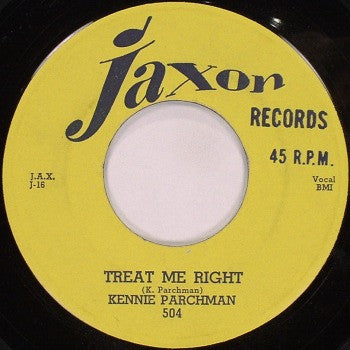 Jaxon
RECORDS
45 R.P.M.
J.A.X.
J-16
Vocal
BMI
TREAT ME RIGHT
(K. Parchman)
KENNIE PARCHMAN
504